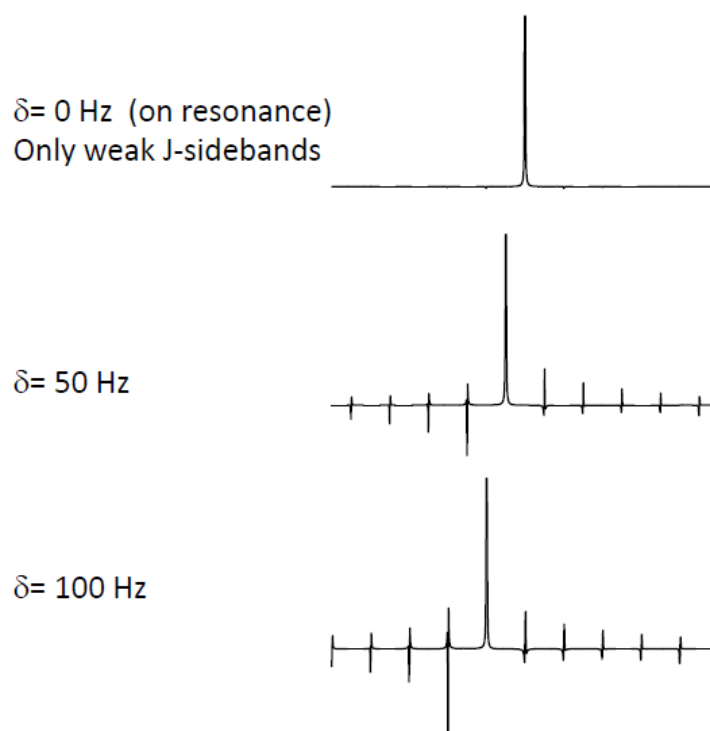 δ= 0 Hz (on resonance)
Only weak J-sidebands
δ= 50 Hz
δ= 100 Hz